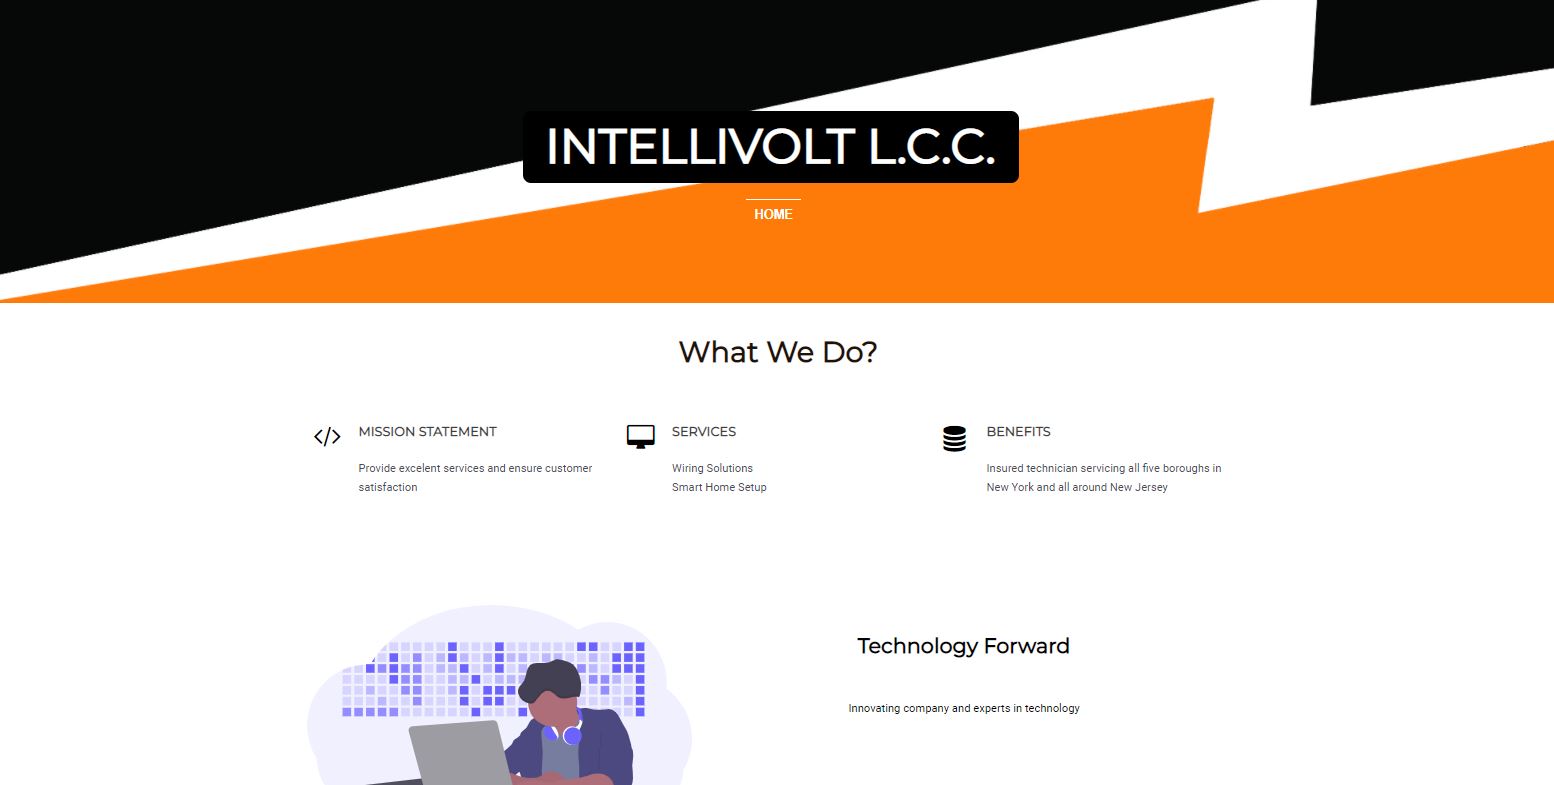 INTELLIVOLT L.C.C.
HOME
What We Do?
MISSION STATEMENT
Provide excelent services and ensure customer
satisfaction
SERVICES
Wiring Solutions
Smart Home Setup
BENEFITS
Insured technician servicing all five boroughs in
New York and all around New Jersey
Technology Forward
Innovating company and experts in technology